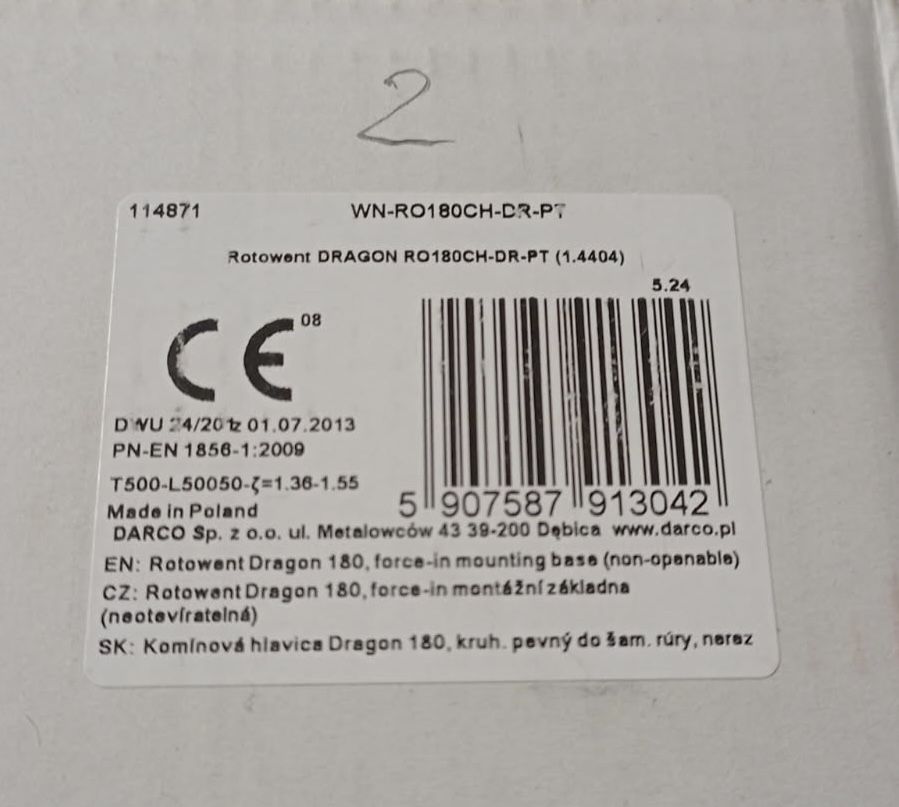 2
114871 WN-RO180CH-DR-PT
Rotowent DRAGON RO180CH-DR-PT (1.4404)
5.24
CE 08
DWU 01.07.2013
PN-EN 1856-1:2009
T500-L50050-ζ=1.36-1.55
Made in Poland
5 907587 913042
DARCO Sp. z o.o. ul. Metalowców 43 39-200 Dębica www.darco.pl
EN: Rotowent Dragon 180, force-in mounting base (non-openable)
CZ: Rotowent Dragon 180, force-in montážní základna
(neotevíratelná)
SK: Komínová hlavica Dragon 180, kruh. pevný do šam. rúry, nerez